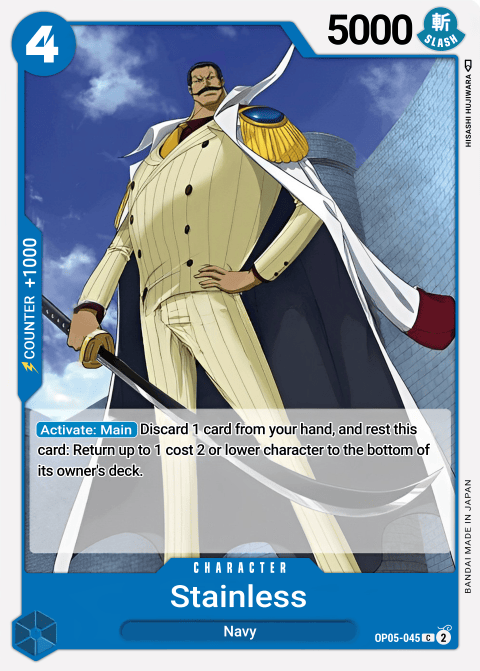 4
5000
斬
SLASH
HISASHI HUJIWARA
COUNTER +1000
Activate: Main Discard 1 card from your hand, and rest this
card: Return up to 1 cost 2 or lower character to the bottom of
its owner's deck.
BANDAI MADE IN JAPAN
CHARACTER
Stainless
Navy
OP05-045 C 2